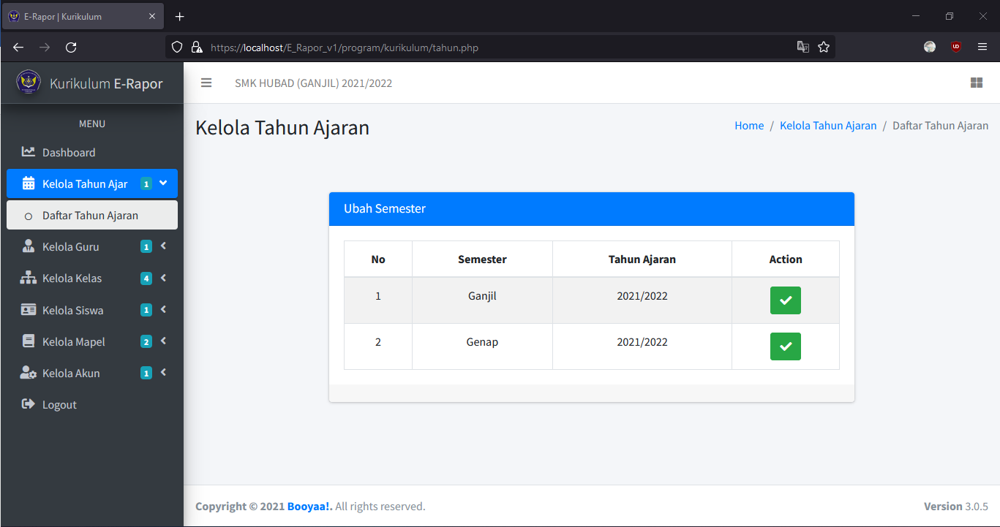 E-Rapor | Kurikulum
https://localhost/E_Rapor_v1/program/kurikulum/tahun.php
Kurikulum E-Rapor
SMK HUBAD (GANJIL) 2021/2022
MENU
Dashboard
Kelola Tahun Ajar 1
Daftar Tahun Ajaran
Kelola Guru 1
Kelola Kelas 4
Kelola Siswa 1
Kelola Mapel 2
Kelola Akun 1
Logout
Kelola Tahun Ajaran
Home / Kelola Tahun Ajaran / Daftar Tahun Ajaran
Ubah Semester
No Semester Tahun Ajaran Action
1 Ganjil 2021/2022
2 Genap 2021/2022
Copyright © 2021 Booyaa!. All rights reserved.
Version 3.0.5